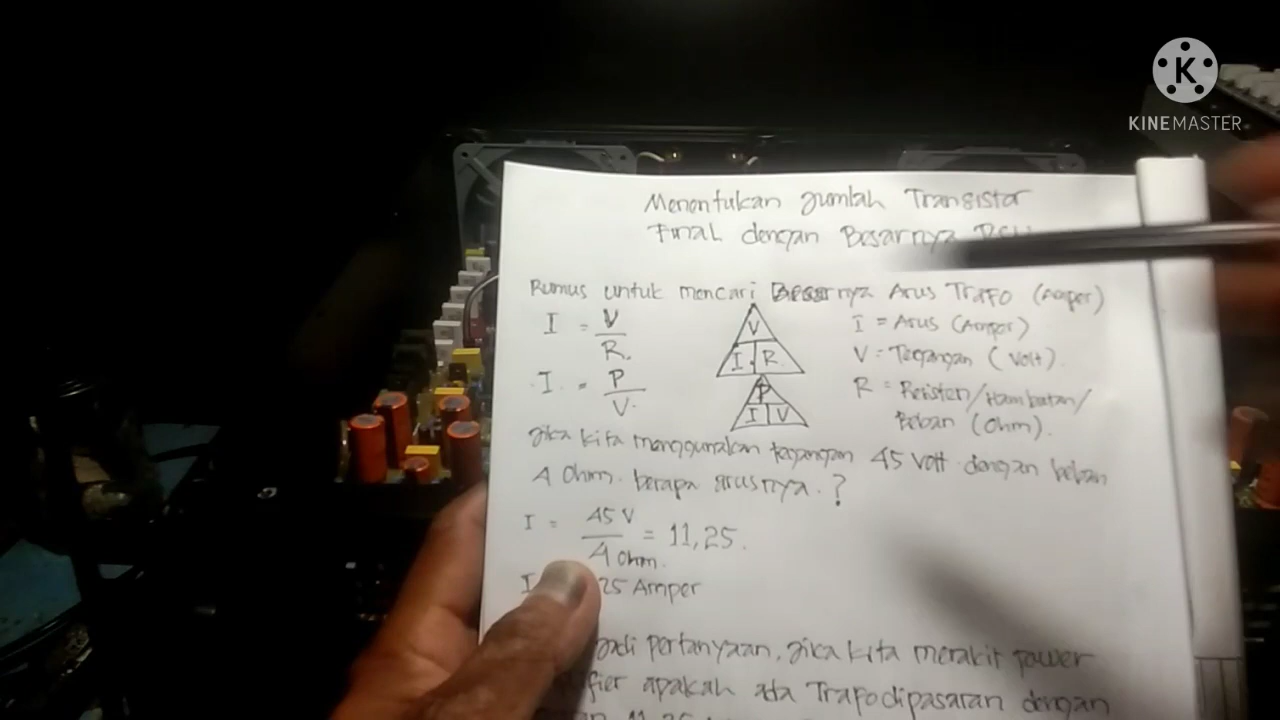 K
KINEMASTER
Menentukan Jumlah Transistor
Final dengan Besarnya
Rumus untuk mencari Besarnya Arus Trafo (Amper)
I = V / R.
I = P / V.
V
I . R
P
I V
I = Arus (Amper)
V = Tegangan (Volt).
R = Resisten/Hambatan/
Beban (Ohm).
Jika kita menggunakan tegangan 45 Volt dengan beban
4 Ohm. berapa arusnya.?
I = 45 V / 4 Ohm. = 11,25.
I 25 Amper
jadi pertanyaan, jika kita merakit power
fier apakah ada Trafo dipasaran dengan